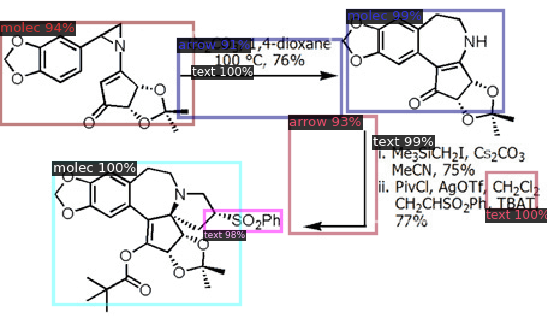 molec 94%
molec 99%
arrow 91%
1,4-dioxane
text 100%
100 °C, 76%
O
O
N
O
O
O
O
O
NH
O
O
O
arrow 93%
text 99%
i. Me3SiCH2I, Cs2CO3
MeCN, 75%
ii. PivCl, AgOTf, CH2Cl2
CH2CHSO2Ph, TBAT
77%
text 100%
molec 100%
O
O
N
SO2Ph
text 98%
O
O
O
O